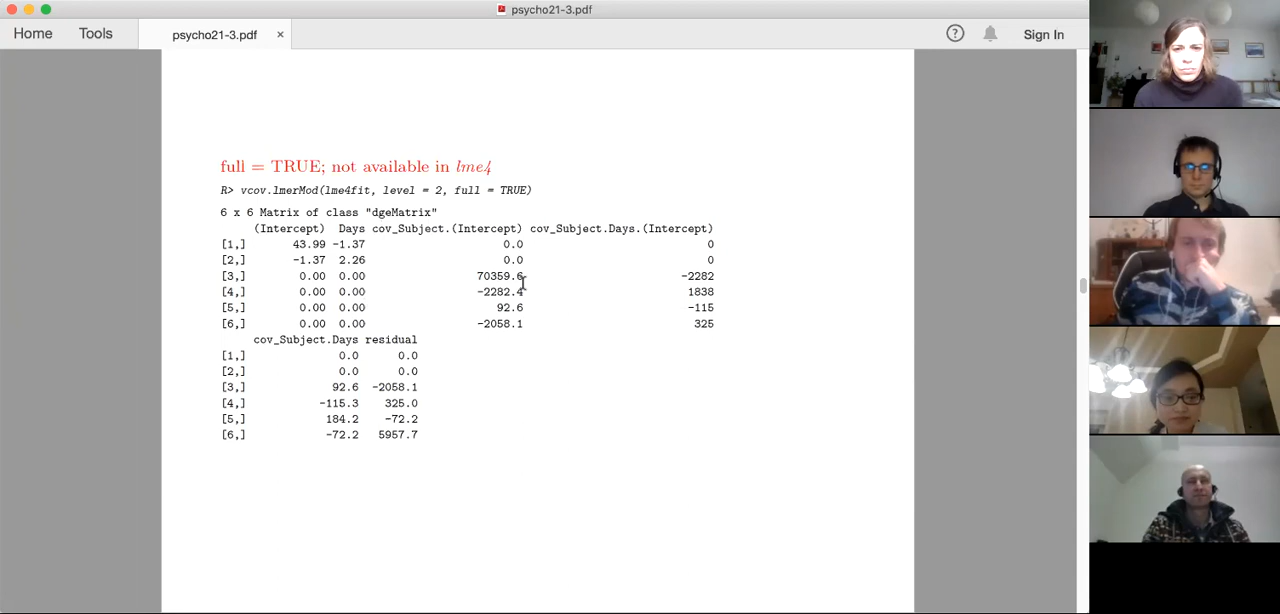 psycho21-3.pdf
Home Tools psycho21-3.pdf × ? Sign In
full = TRUE; not available in lme4
R> vcov.lmerMod(lme4fit, level = 2, full = TRUE)
6 x 6 Matrix of class "dgeMatrix"
(Intercept) Days cov_Subject.(Intercept) cov_Subject.Days.(Intercept)
[1,] 43.99 -1.37 0.0 0
[2,] -1.37 2.26 0.0 0
[3,] 0.00 0.00 70359.6 -2282
[4,] 0.00 0.00 -2282.4 1838
[5,] 0.00 0.00 92.6 -115
[6,] 0.00 0.00 -2058.1 325
cov_Subject.Days residual
[1,] 0.0 0.0
[2,] 0.0 0.0
[3,] 92.6 -2058.1
[4,] -115.3 325.0
[5,] 184.2 -72.2
[6,] -72.2 5957.7